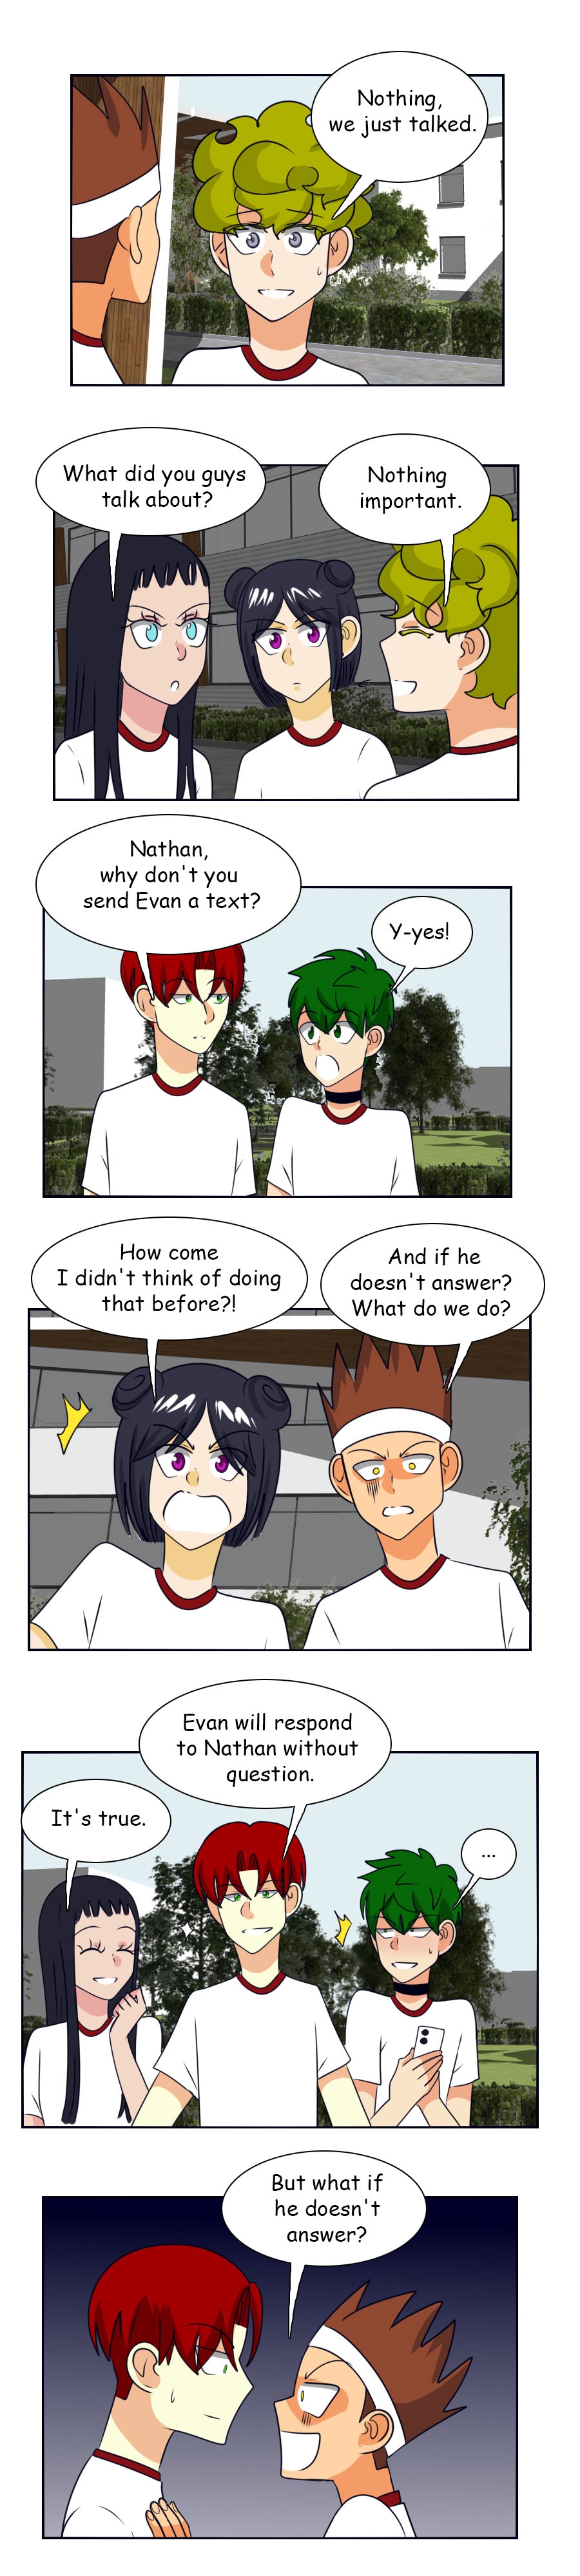 Nothing,
we just talked.
What did you guys
talk about?
Nothing
important.
Nathan,
why don't you
send Evan a text?
Y-yes!
How come
I didn't think of doing
that before?!
And if he
doesn't answer?
What do we do?
Evan will respond
to Nathan without
question.
It's true.
...
But what if
he doesn't
answer?